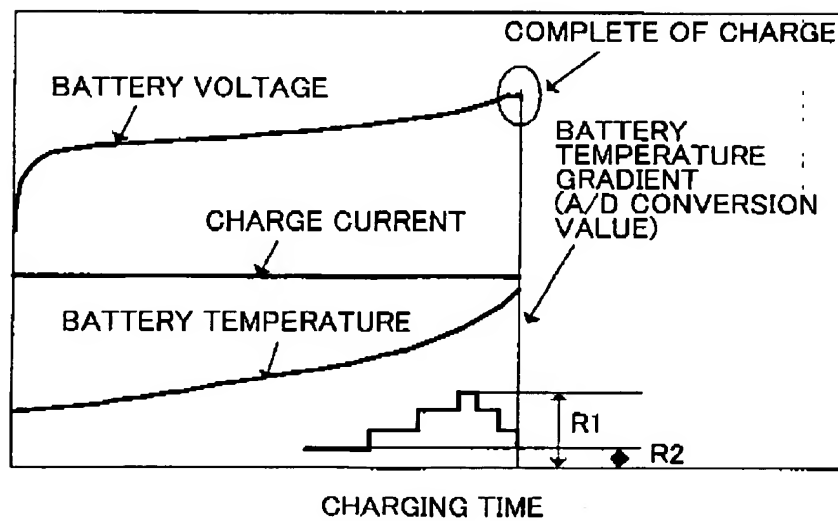 COMPLETE OF CHARGE
BATTERY VOLTAGE
BATTERY
TEMPERATURE
GRADIENT
(A/D CONVERSION
VALUE)
CHARGE CURRENT
BATTERY TEMPERATURE
R1
R2
CHARGING TIME